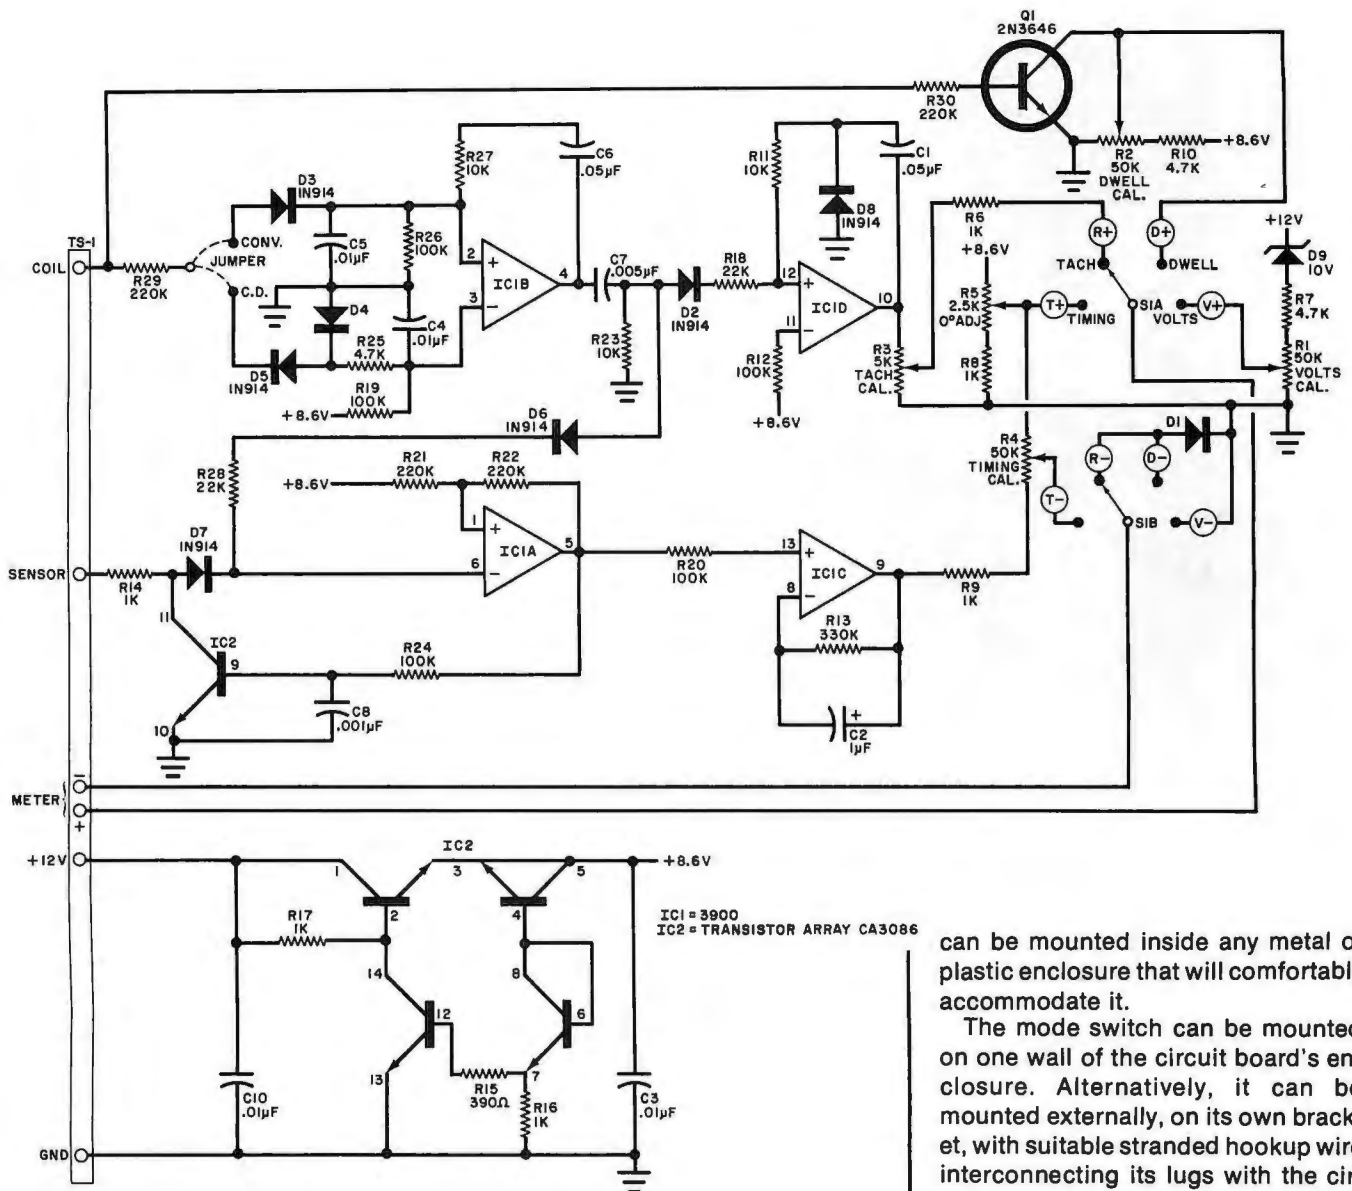 Q1
2N3646
R30
220K
R2
50K
DWELL
CAL.
R10
4.7K
+8.6V
R27
10K
C6
.05µF
R11
10K
D8
1N914
C1
.05µF
D3
1N914
CONV.
JUMPER
C.D.
TS-1
COIL
R29
220K
C5
.01µF
R26
100K
2
+
3
−
IC1B
4
C7
.005µF
D4
C4
.01µF
R25
4.7K
D5
1N914
R19
100K
+8.6V
R23
10K
D2
1N914
R18
22K
12
+
11
−
IC1D
10
R12
100K
+8.6V
R3
5K
TACH
CAL.
R6
1K
+8.6V
R5
2.5K
0°ADJ
R8
1K
R+
D+
TACH
DWELL
T+
TIMING
S1A
VOLTS
V+
+12V
D9
10V
R7
4.7K
R1
50K
VOLTS
CAL.
D1
R−
D−
S1B
V−
T−
R4
50K
TIMING
CAL.
D6
1N914
R28
22K
+8.6V
R21
220K
R22
220K
1
+
6
−
IC1A
5
D7
1N914
SENSOR
R14
1K
11
IC2
9
10
R24
100K
C8
.001µF
R20
100K
13
+
8
−
IC1C
9
R9
1K
R13
330K
+
C2
1µF
−
METER
+
+12V
1
IC2
3
5
+8.6V
2
4
R17
1K
14
8
12
6
13
R15
390Ω
7
R16
1K
C10
.01µF
C3
.01µF
GND
IC1 = 3900
IC2 = TRANSISTOR ARRAY CA3086
can be mounted inside any metal o
plastic enclosure that will comfortabl
accommodate it.
The mode switch can be mounted
on one wall of the circuit board's en
closure. Alternatively, it can be
mounted externally, on its own brack
et, with suitable stranded hookup wire
interconnecting its lugs with the cir